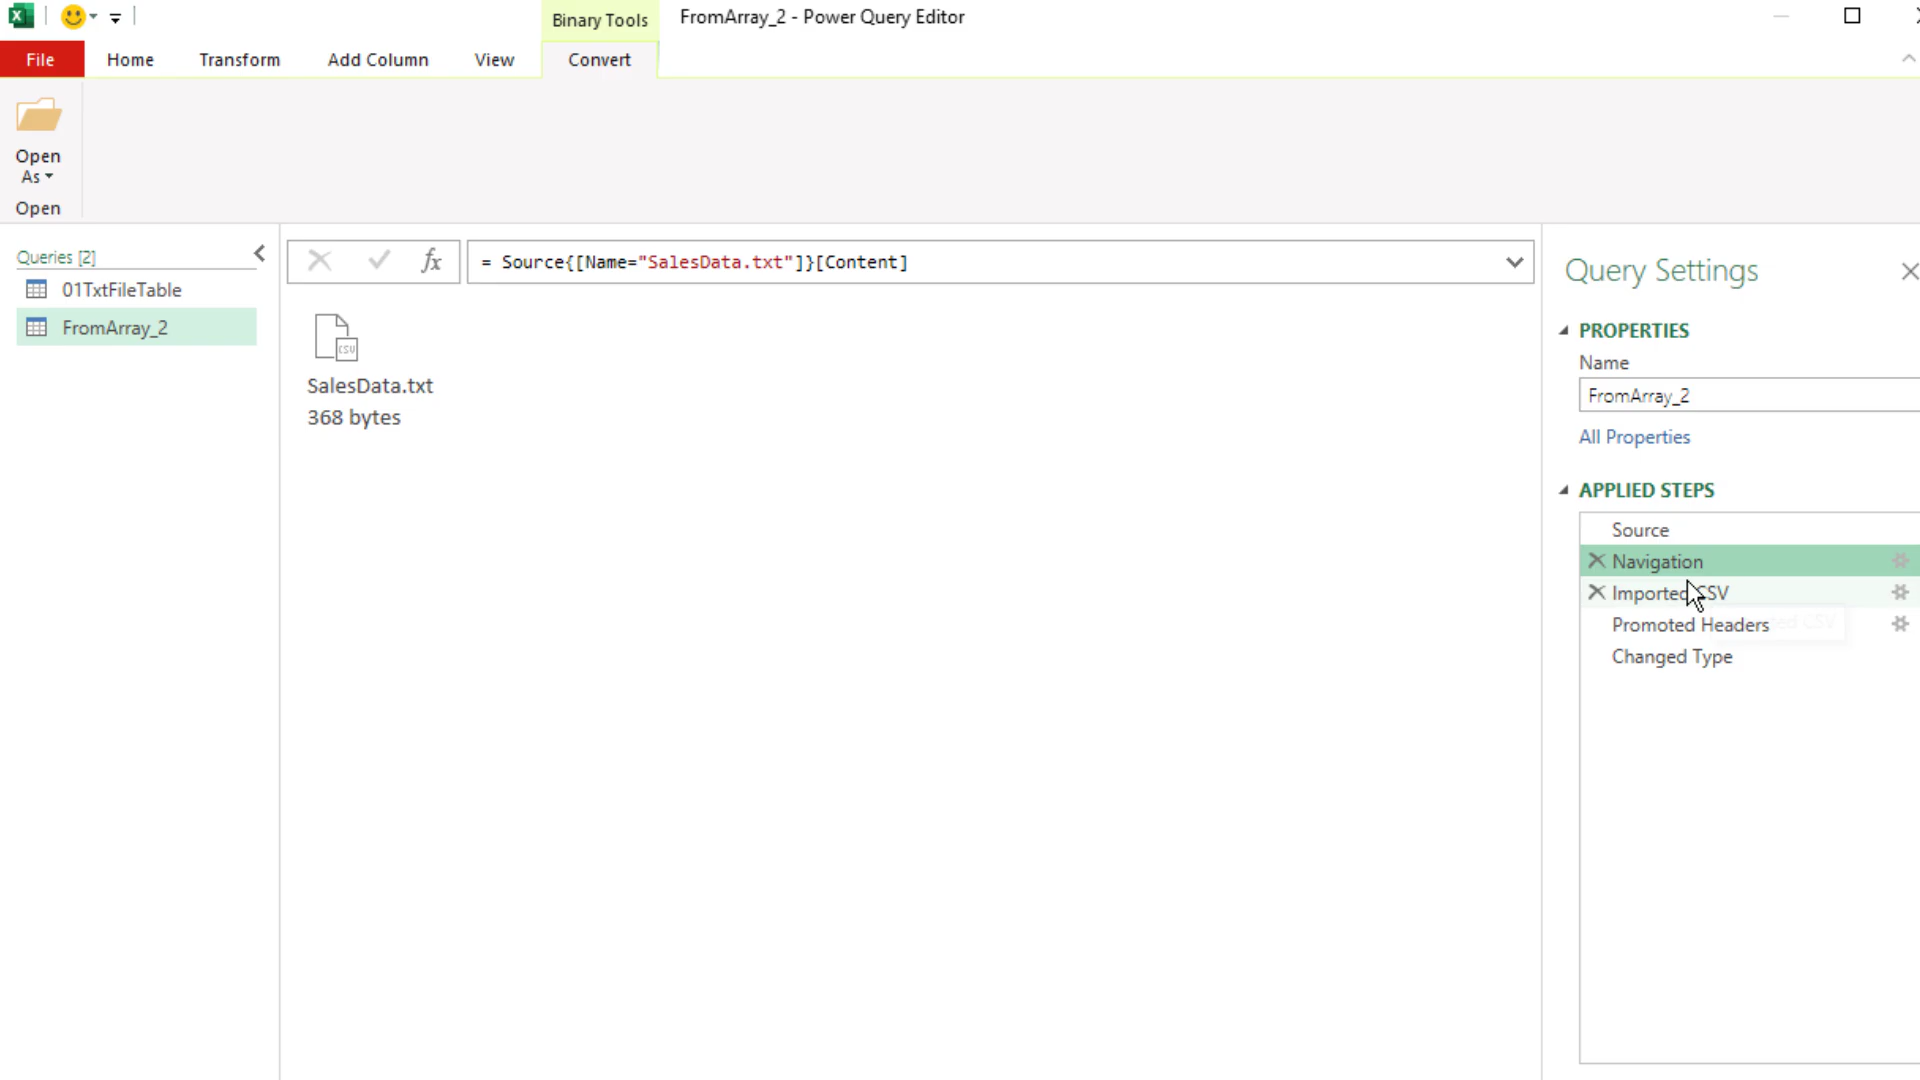 Binary Tools
FromArray_2 - Power Query Editor
File
Home
Transform
Add Column
View
Convert
Open
As
Open
Queries [2]
01TxtFileTable
FromArray_2
fx
= Source{[Name="SalesData.txt"]}[Content]
CSV
SalesData.txt
368 bytes
Query Settings
PROPERTIES
Name
FromArray_2
All Properties
APPLIED STEPS
Source
Navigation
Imported CSV
Promoted Headers
Changed Type